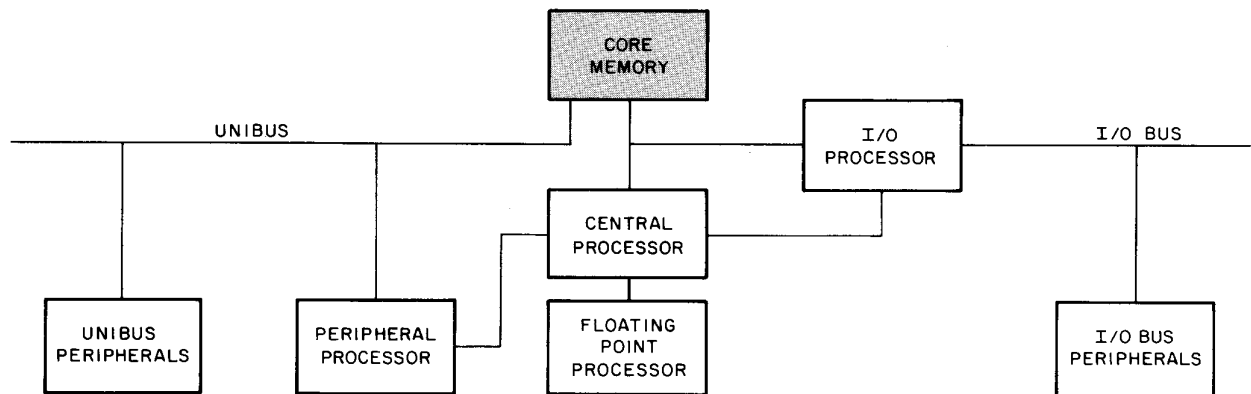 CORE
MEMORY
UNIBUS
I/O
PROCESSOR
I/O BUS
CENTRAL
PROCESSOR
UNIBUS
PERIPHERALS
PERIPHERAL
PROCESSOR
FLOATING
POINT
PROCESSOR
I/O BUS
PERIPHERALS